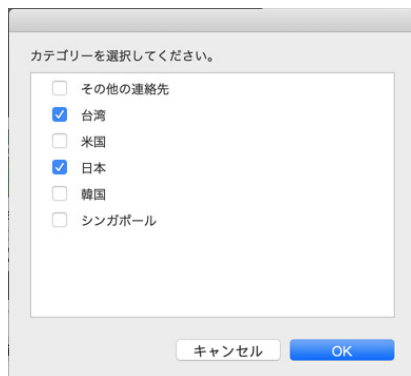 カテゴリーを選択してください。
その他の連絡先
台湾
米国
日本
韓国
シンガポール
キャンセル
OK